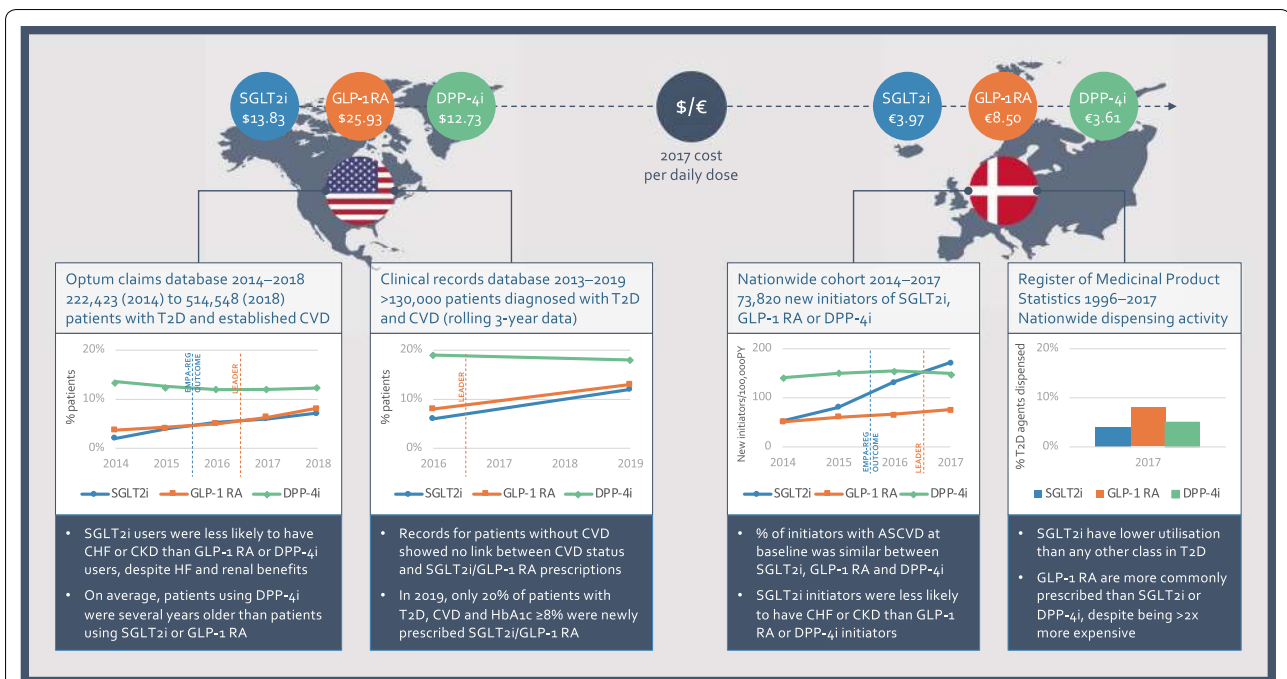 SGLT2i
$13.83
GLP-1 RA
$25.93
DPP-4i
$12.73
$/€
2017 cost
per daily dose
SGLT2i
€3.97
GLP-1 RA
€8.50
DPP-4i
€3.61
Optum claims database 2014–2018
222,423 (2014) to 514,548 (2018)
patients with T2D and established CVD
20%
10%
0%
% patients
EMPA-REG
OUTCOME
LEADER
2014 2015 2016 2017 2018
SGLT2i GLP-1 RA DPP-4i
• SGLT2i users were less likely to have
CHF or CKD than GLP-1 RA or DPP-4i
users, despite HF and renal benefits
• On average, patients using DPP-4i
were several years older than patients
using SGLT2i or GLP-1 RA
Clinical records database 2013–2019
>130,000 patients diagnosed with T2D
and CVD (rolling 3-year data)
20%
10%
0%
% patients
LEADER
2016 2017 2018 2019
SGLT2i GLP-1 RA DPP-4i
• Records for patients without CVD
showed no link between CVD status
and SGLT2i/GLP-1 RA prescriptions
• In 2019, only 20% of patients with
T2D, CVD and HbA1c ≥8% were newly
prescribed SGLT2i/GLP-1 RA
Nationwide cohort 2014–2017
73,820 new initiators of SGLT2i,
GLP-1 RA or DPP-4i
200
100
0
New initiators/100,000PY
EMPA-REG
OUTCOME
LEADER
2014 2015 2016 2017
SGLT2i GLP-1 RA DPP-4i
• % of initiators with ASCVD at
baseline was similar between
SGLT2i, GLP-1 RA and DPP-4i
• SGLT2i initiators were less likely
to have CHF or CKD than GLP-1
RA or DPP-4i initiators
Register of Medicinal Product
Statistics 1996–2017
Nationwide dispensing activity
20%
10%
0%
% T2D agents dispensed
2017
SGLT2i GLP-1 RA DPP-4i
• SGLT2i have lower utilisation
than any other class in T2D
• GLP-1 RA are more commonly
prescribed than SGLT2i or
DPP-4i, despite being >2x
more expensive